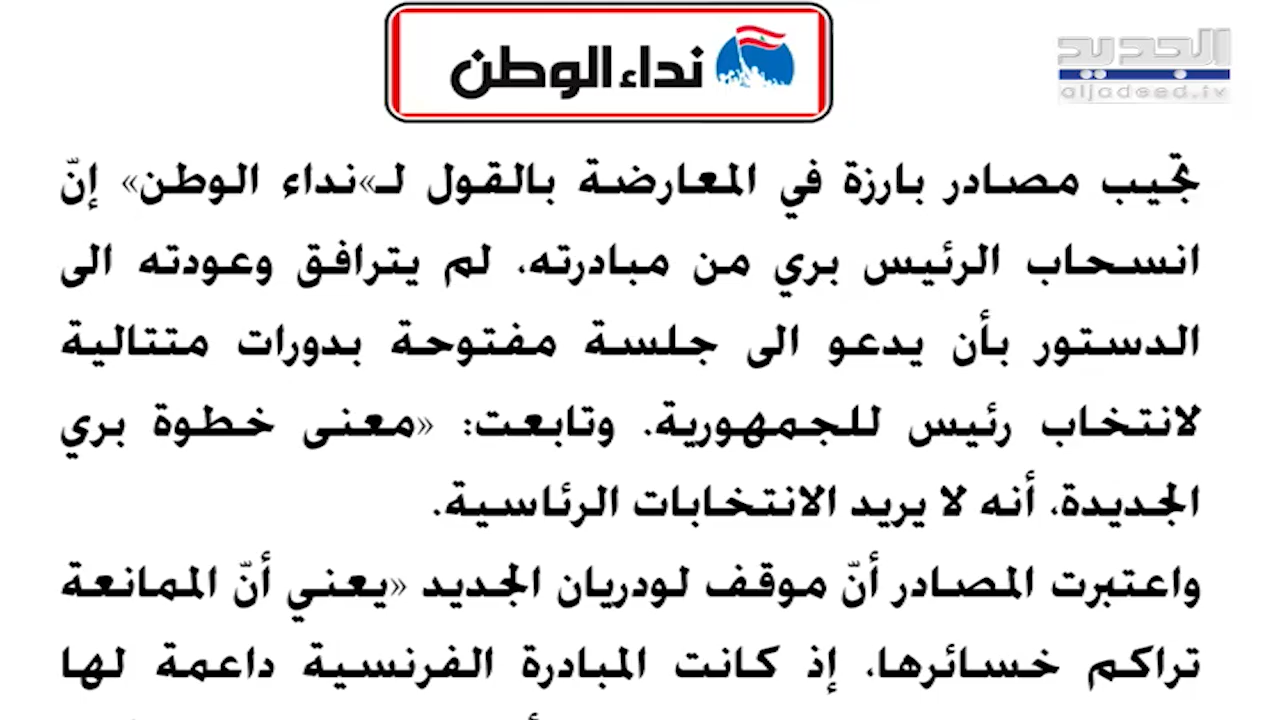 نداء الوطن
الجديد
aljadeed.tv
تجيب مصادر بارزة في المعارضة بالقول لـ»نداء الوطن» إنّ
انسحاب الرئيس بري من مبادرته، لم يترافق وعودته الى
الدستور بأن يدعو الى جلسة مفتوحة بدورات متتالية
لانتخاب رئيس للجمهورية. وتابعت: «معنى خطوة بري
الجديدة، أنه لا يريد الانتخابات الرئاسية.
واعتبرت المصادر أنّ موقف لودريان الجديد «يعني أنّ الممانعة
تراكم خسائرها، إذ كانت المبادرة الفرنسية داعمة لها